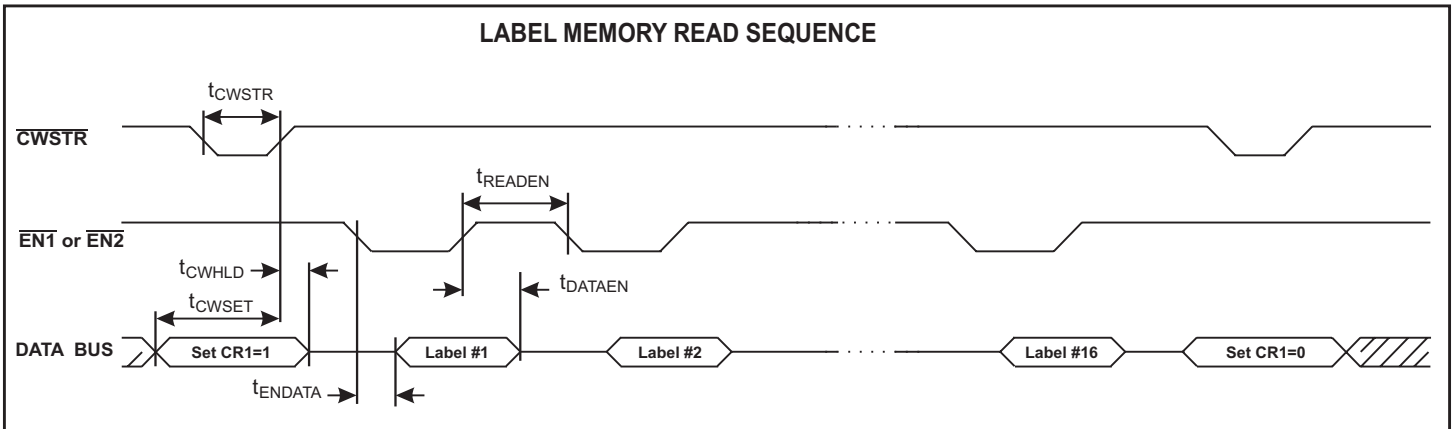 LABEL MEMORY READ SEQUENCE
tCWSTR
CWSTR
tREADEN
EN1 or EN2
tCWHLD
tDATAEN
tCWSET
DATA BUS
Set CR1=1
Label #1
Label #2
Label #16
Set CR1=0
tENDATA